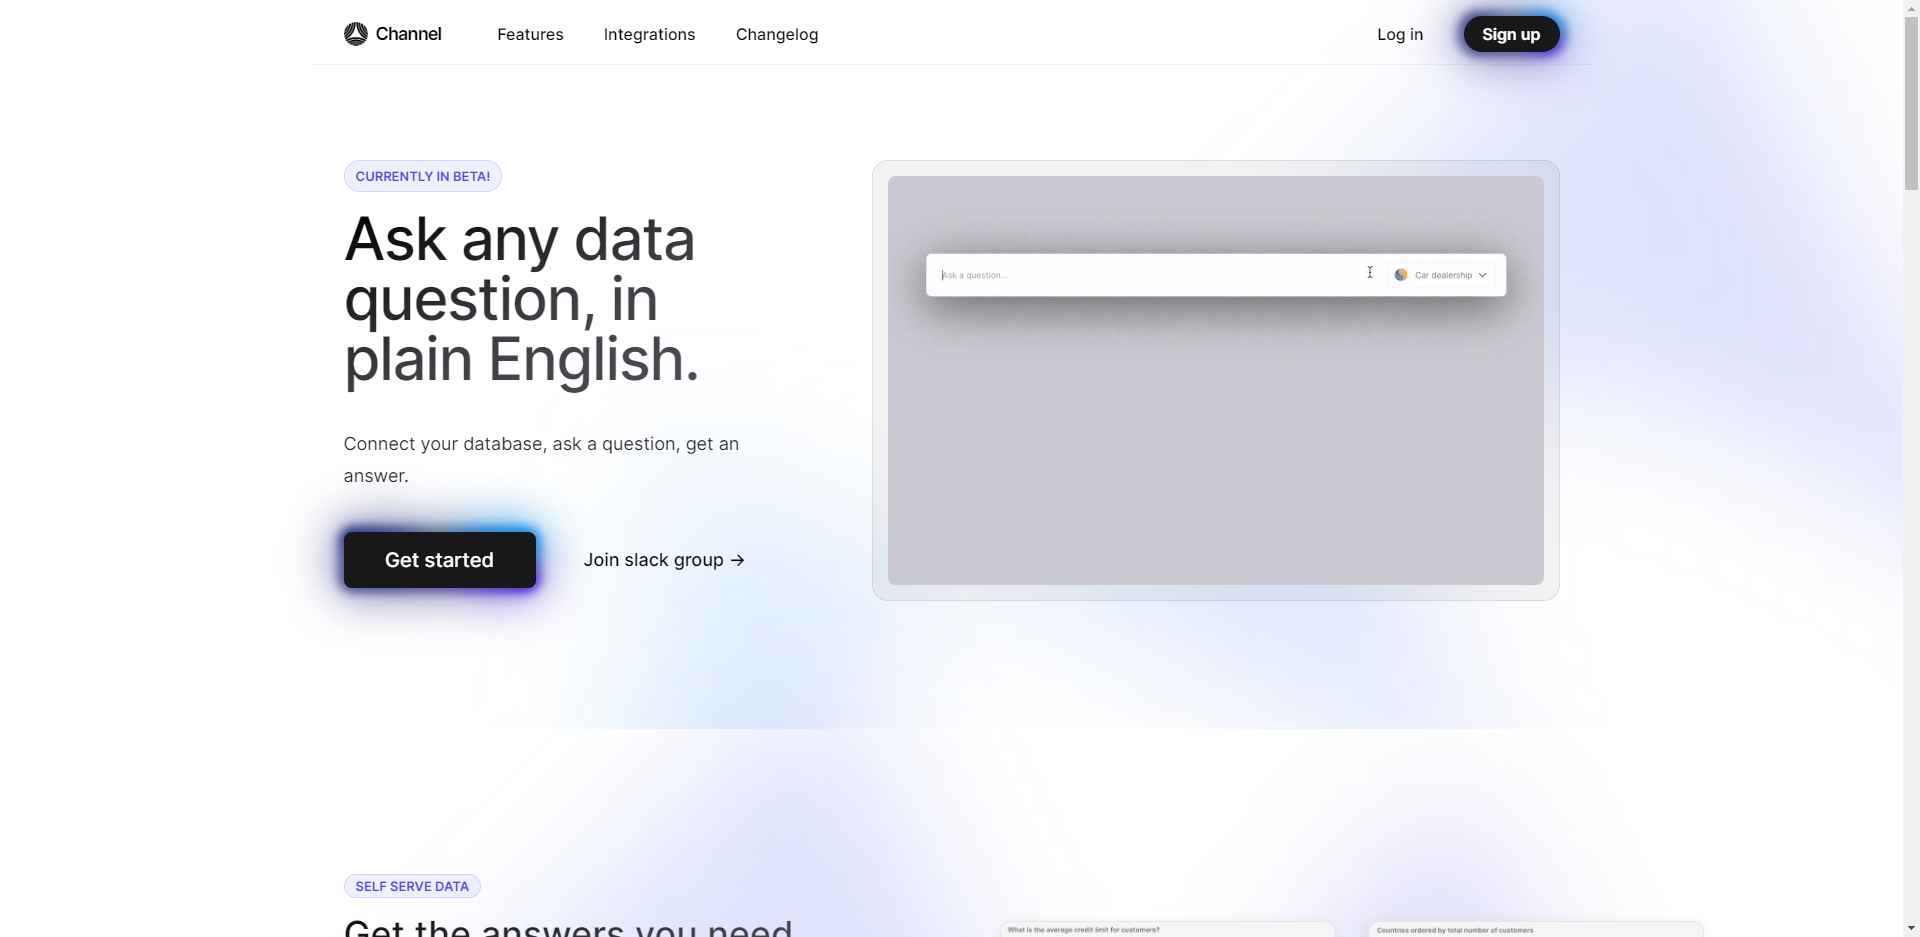 Channel
Features
Integrations
Changelog
Log in
Sign up
CURRENTLY IN BETA!
Ask any data
question, in
plain English.
Connect your database, ask a question, get an
answer.
Get started
Join slack group →
Ask a question...
Car dealership
SELF SERVE DATA
Get the answers you need
What is the average credit limit for customers?
Countries ordered by total number of customers